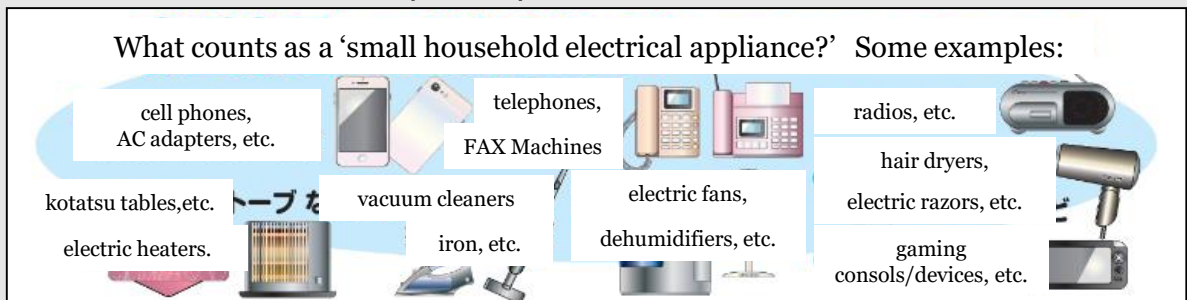 What counts as a ‘small household electrical appliance?’ Some examples:
cell phones,
AC adapters, etc.
telephones,
FAX Machines
radios, etc.
hair dryers,
electric razors, etc.
kotatsu tables,etc.
electric heaters.
トーブ な
vacuum cleaners
iron, etc.
electric fans,
dehumidifiers, etc.
gaming
consols/devices, etc.